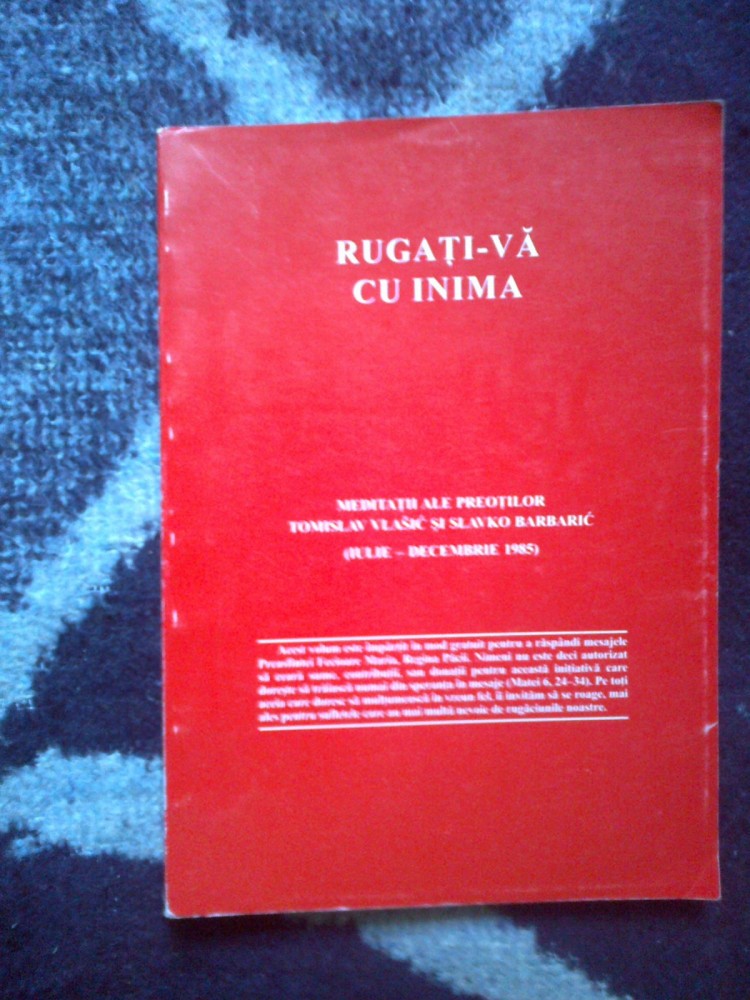 RUGAȚI-VĂ
CU INIMA
MEDITAȚII ALE PREOȚILOR
TOMISLAV VLAŠIĆ ȘI SLAVKO BARBARIĆ
(IULIE – DECEMBRIE 1985)
Acest volum este împărțit în mod gratuit pentru a răspândi mesajele
Preasfintei Fecioare Maria, Regina Păcii. Nimeni nu este deci autorizat
să ceară sume, contribuții, sau donații pentru această inițiativă care
dorește să trăiască numai din speranța în mesaje (Matei 6, 24–34). Pe toți
aceia care doresc să mulțumească în vreun fel, îi invităm să se roage, mai
ales pentru sufletele care au mai multă nevoie de rugăciunile noastre.